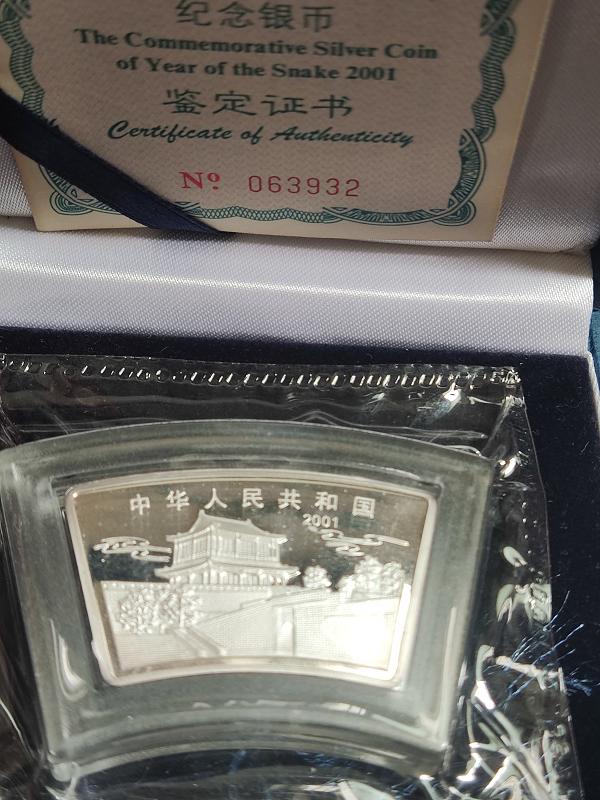 纪念银币
The Commemorative Silver Coin
of Year of the Snake 2001
鉴定证书
Certificate of Authenticity
Nº 063932
中华人民共和国
2001